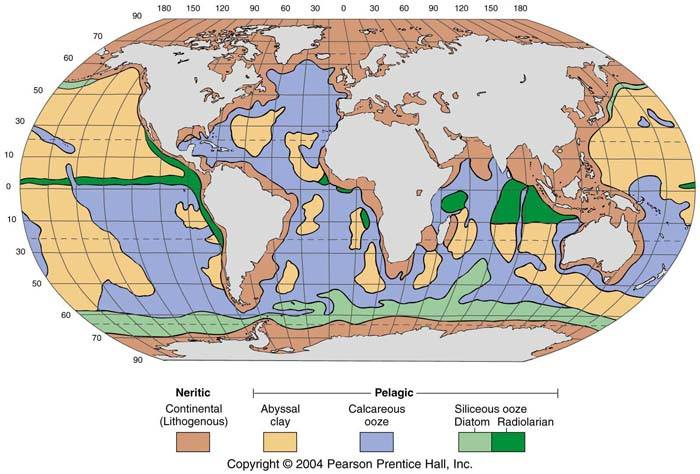 90 180 150 120 90 60 30 0 30 60 90 120 150 180
70
60
50
30
10
0
10
30
50
60
70
90
Neritic Pelagic
Continental Abyssal Calcareous Siliceous ooze
(Lithogenous) clay ooze Diatom Radiolarian
Copyright © 2004 Pearson Prentice Hall, Inc.